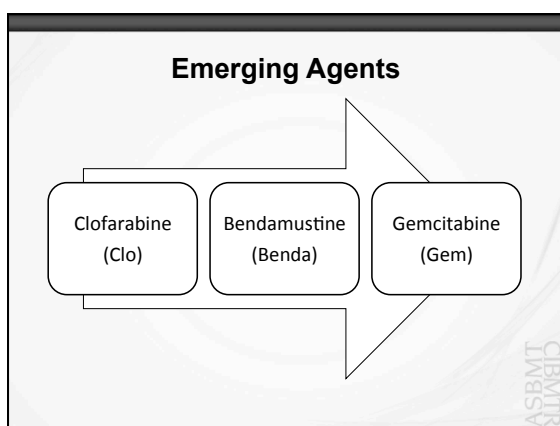 Emerging Agents
Clofarabine
(Clo)
Bendamustine
(Benda)
Gemcitabine
(Gem)
ASBMT
CIBMTR